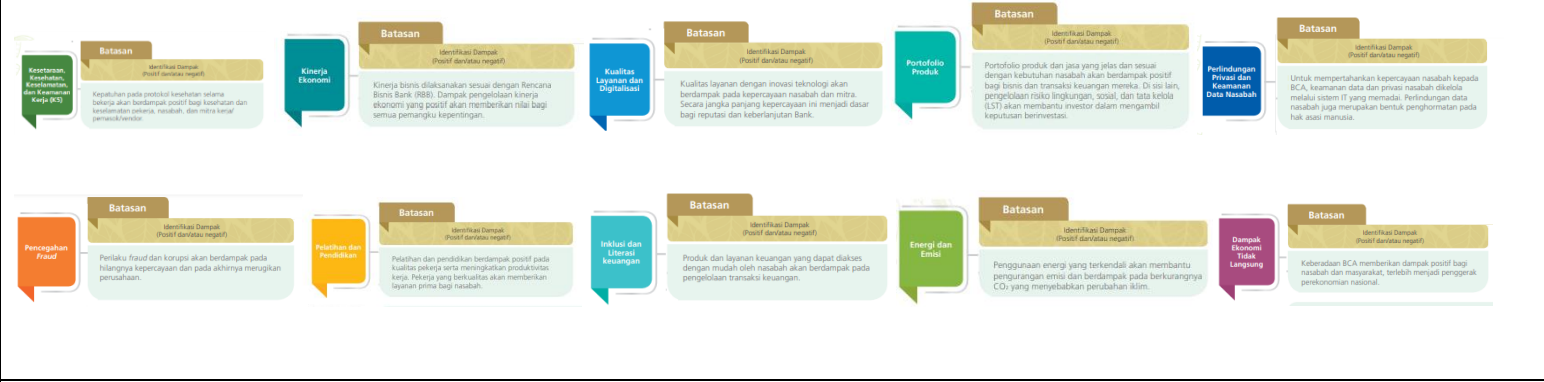 Kesetaraan,
Kesehatan,
Keselamatan,
dan Keamanan
Kerja (K5)
Batasan
Identifikasi Dampak
(Positif dan/atau negatif)
Kepatuhan pada protokol kesehatan selama
bekerja akan berdampak positif bagi kesehatan dan
keselamatan pekerja, nasabah, dan mitra kerja/
pemasok/vendor.
Kinerja
Ekonomi
Batasan
Identifikasi Dampak
(Positif dan/atau negatif)
Kinerja bisnis dilaksanakan sesuai dengan Rencana
Bisnis Bank (RBB). Dampak pengelolaan kinerja
ekonomi yang positif akan memberikan nilai bagi
semua pemangku kepentingan.
Kualitas
Layanan dan
Digitalisasi
Batasan
Identifikasi Dampak
(Positif dan/atau negatif)
Kualitas layanan dengan inovasi teknologi akan
berdampak pada kepercayaan nasabah dan mitra.
Secara jangka panjang kepercayaan ini menjadi dasar
bagi reputasi dan keberlanjutan Bank.
Portofolio
Produk
Batasan
Identifikasi Dampak
(Positif dan/atau negatif)
Portofolio produk dan jasa yang jelas dan sesuai
dengan kebutuhan nasabah akan berdampak positif
bagi bisnis dan transaksi keuangan mereka. Di sisi lain,
pengelolaan risiko lingkungan, sosial, dan tata kelola
(LST) akan membantu investor dalam mengambil
keputusan berinvestasi.
Perlindungan
Privasi dan
Keamanan
Data Nasabah
Batasan
Identifikasi Dampak
(Positif dan/atau negatif)
Untuk mempertahankan kepercayaan nasabah kepada
BCA, keamanan data dan privasi nasabah dikelola
melalui sistem IT yang memadai. Perlindungan data
nasabah juga merupakan bentuk penghormatan pada
hak asasi manusia.
Pencegahan
Fraud
Batasan
Identifikasi Dampak
(Positif dan/atau negatif)
Perilaku fraud dan korupsi akan berdampak pada
hilangnya kepercayaan dan pada akhirnya merugikan
perusahaan.
Pelatihan dan
Pendidikan
Batasan
Identifikasi Dampak
(Positif dan/atau negatif)
Pelatihan dan pendidikan berdampak positif pada
kualitas pekerja serta meningkatkan produktivitas
kerja. Pekerja yang berkualitas akan memberikan
layanan prima bagi nasabah.
Inklusi dan
Literasi
keuangan
Batasan
Identifikasi Dampak
(Positif dan/atau negatif)
Produk dan layanan keuangan yang dapat diakses
dengan mudah oleh nasabah akan berdampak pada
pengelolaan transaksi keuangan.
Energi dan
Emisi
Batasan
Identifikasi Dampak
(Positif dan/atau negatif)
Penggunaan energi yang terkendali akan membantu
pengurangan emisi dan berdampak pada berkurangnya
CO₂ yang menyebabkan perubahan iklim.
Dampak
Ekonomi
Tidak
Langsung
Batasan
Identifikasi Dampak
(Positif dan/atau negatif)
Keberadaan BCA memberikan dampak positif bagi
nasabah dan masyarakat, terlebih menjadi penggerak
perekonomian nasional.